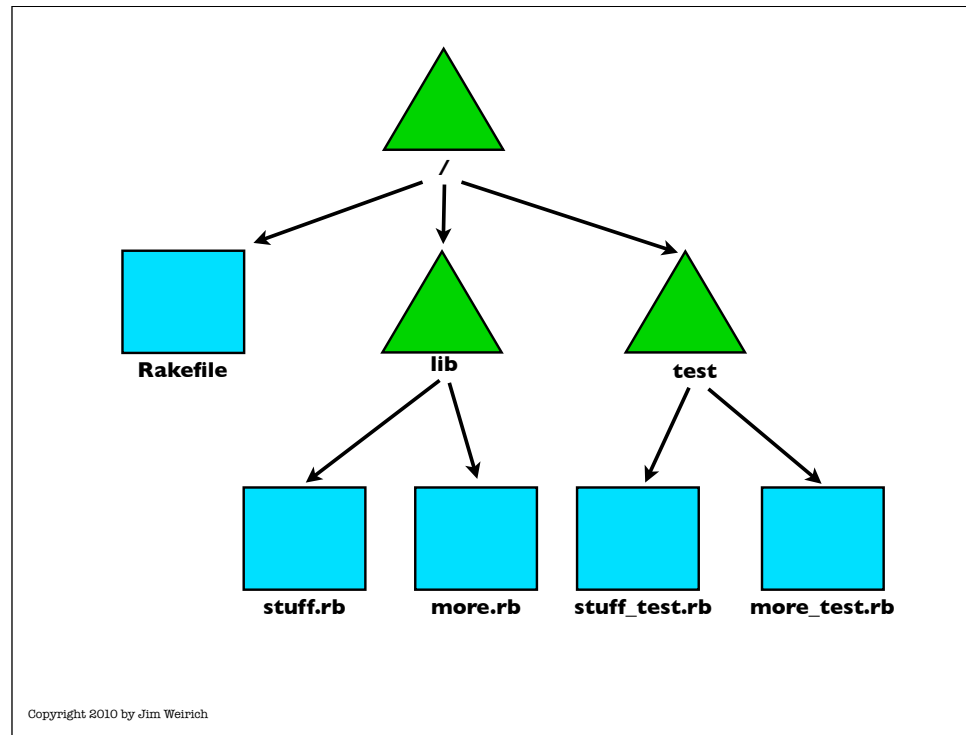 /
Rakefile
lib
test
stuff.rb
more.rb
stuff_test.rb
more_test.rb
Copyright 2010 by Jim Weirich